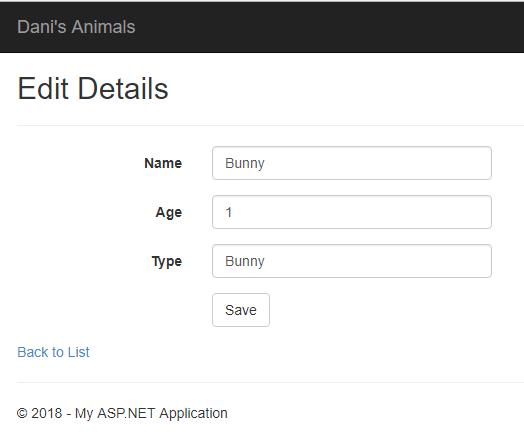 Dani's Animals
Edit Details
Name Bunny
Age 1
Type Bunny
Save
Back to List
© 2018 - My ASP.NET Application